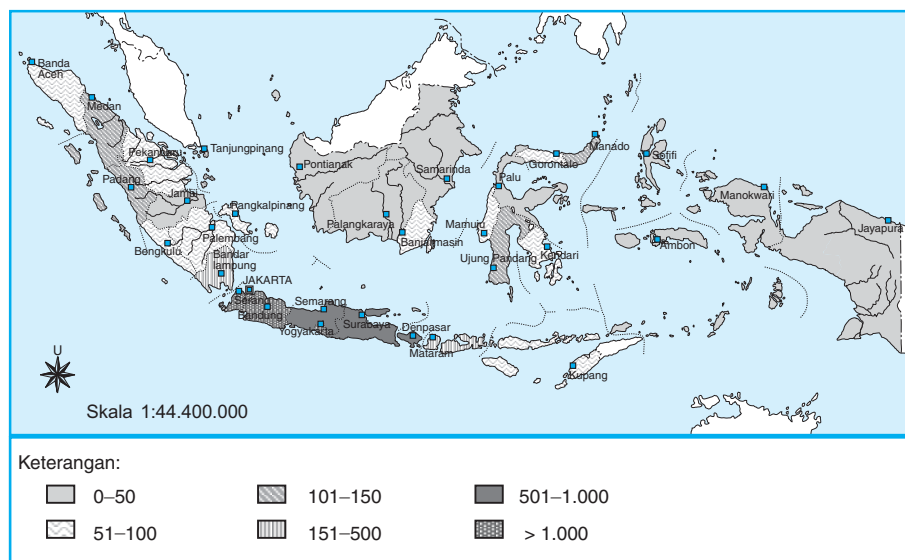 Banda
Aceh
Medan
Tanjungpinang
Pekanbaru
Padang
Jambi
Pangkalpinang
Palembang
Bengkulu
Bandar
lampung
JAKARTA
Serang
Bandung
Semarang
Yogyakarta
Surabaya
Denpasar
Mataram
Kupang
Pontianak
Samarinda
Palangkaraya
Banjarmasin
Manado
Gorontalo
Palu
Mamuru
Ujung Pandang
Kendari
Sofifi
Ambon
Manokwari
Jayapura
U
Skala 1:44.400.000
Keterangan:
0–50
101–150
501–1.000
51–100
151–500
> 1.000